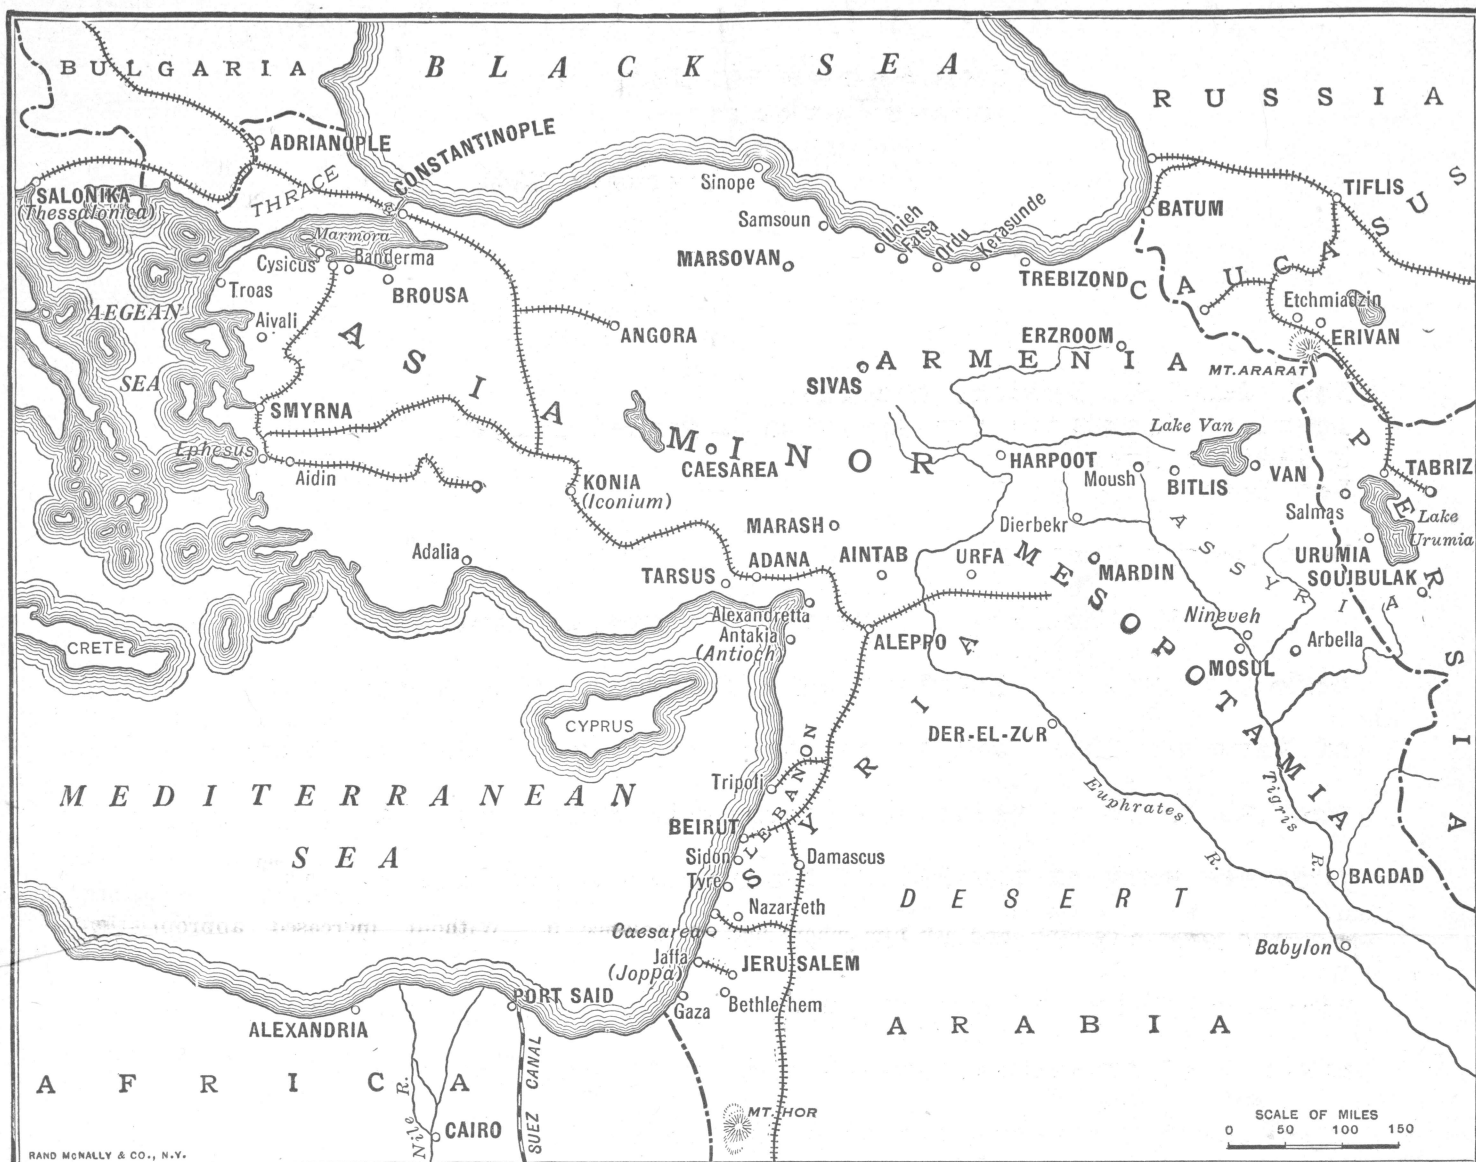 BULGARIA
BLACK SEA
RUSSIA
ADRIANOPLE
CONSTANTINOPLE
THRACE
SALONIKA
(Thessalonica)
Marmora
Cysicus
Banderma
BROUSA
Troas
Aivali
AEGEAN
SEA
Sinope
Samsoun
MARSOVAN
Unieh
Fatsa
Ordu
Kerasunde
TREBIZOND
BATUM
TIFLIS
CAUCASUS
Etchmiadzin
ERIVAN
MT. ARARAT
ANGORA
ERZROOM
ARMENIA
SIVAS
ASIA
MINOR
SMYRNA
Ephesus
Aidin
CAESAREA
KONIA
(Iconium)
HARPOOT
Lake Van
Moush
BITLIS
VAN
TABRIZ
PERSIA
Salmas
Lake
Urumia
URUMIA
SOUJBULAK
Dierbekr
MARDIN
ASSYRIA
MESOPOTAMIA
Adalia
MARASH
ADANA
TARSUS
AINTAB
URFA
Alexandretta
Antakia
(Antioch)
ALEPPO
Nineveh
MOSUL
Arbella
CRETE
CYPRUS
DER-EL-ZOR
SYRIA
LEBANON
Tripoli
MEDITERRANEAN
SEA
BEIRUT
Sidon
Tyre
Damascus
Euphrates R.
Tigris R.
BAGDAD
Nazareth
Caesarea
Jaffa
(Joppa)
JERUSALEM
Bethlehem
Gaza
DESERT
Babylon
ARABIA
PORT SAID
ALEXANDRIA
AFRICA
Nile R.
CAIRO
SUEZ CANAL
MT. HOR
SCALE OF MILES
0 50 100 150
RAND McNALLY & CO., N.Y.